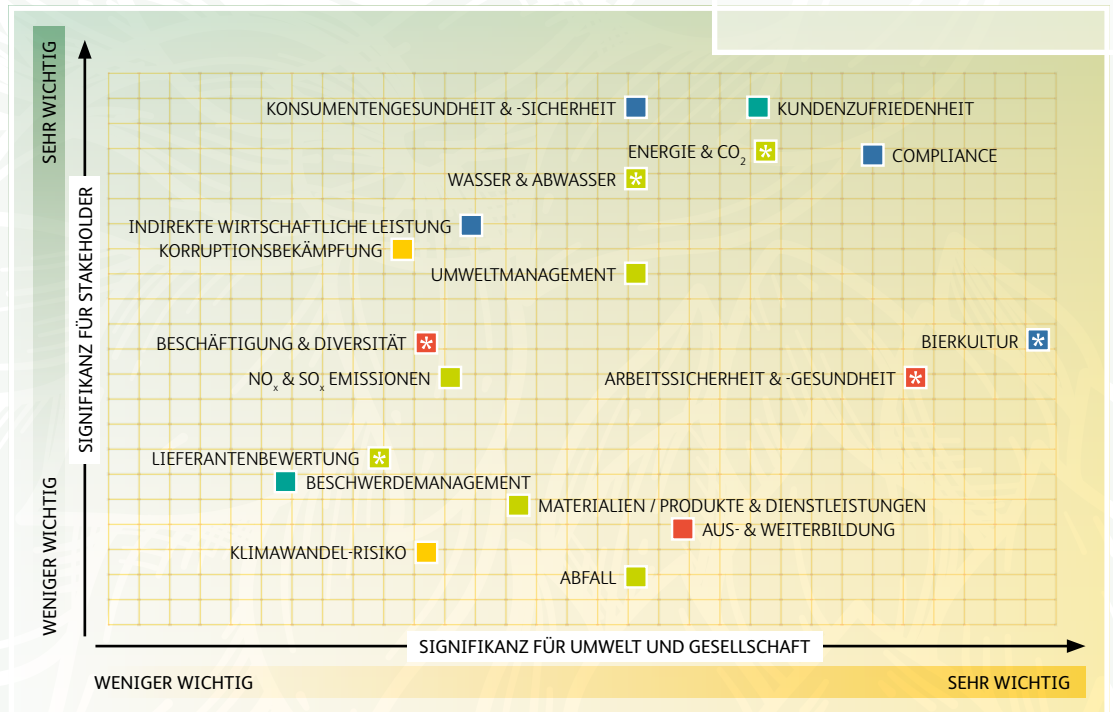 SEHR WICHTIG
KONSUMENTENGESUNDHEIT & -SICHERHEIT
KUNDENZUFRIEDENHEIT
ENERGIE & CO₂
COMPLIANCE
WASSER & ABWASSER
INDIREKTE WIRTSCHAFTLICHE LEISTUNG
KORRUPTIONSBEKÄMPFUNG
UMWELTMANAGEMENT
SIGNIFIKANZ FÜR STAKEHOLDER
BESCHÄFTIGUNG & DIVERSITÄT
BIERKULTUR
NOₓ & SOₓ EMISSIONEN
ARBEITSSICHERHEIT & -GESUNDHEIT
LIEFERANTENBEWERTUNG
BESCHWERDEMANAGEMENT
MATERIALIEN / PRODUKTE & DIENSTLEISTUNGEN
AUS- & WEITERBILDUNG
KLIMAWANDEL-RISIKO
ABFALL
WENIGER WICHTIG
SIGNIFIKANZ FÜR UMWELT UND GESELLSCHAFT
WENIGER WICHTIG
SEHR WICHTIG